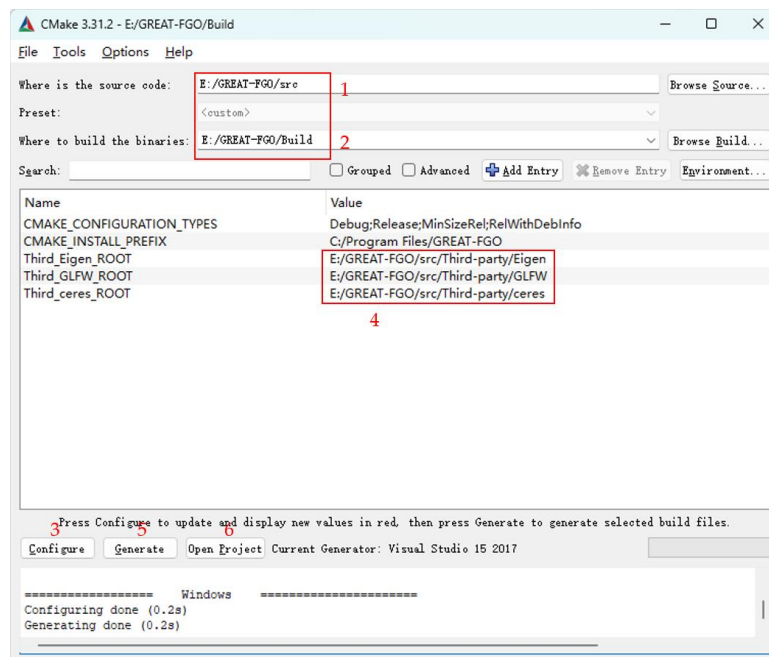 CMake 3.31.2 - E:/GREAT-FGO/Build
File Tools Options Help
Where is the source code: E:/GREAT-FGO/src 1 Browse Source...
Preset: <custom>
Where to build the binaries: E:/GREAT-FGO/Build 2 Browse Build...
Search: Grouped Advanced Add Entry Remove Entry Environment...
Name Value
CMAKE_CONFIGURATION_TYPES Debug;Release;MinSizeRel;RelWithDebInfo
CMAKE_INSTALL_PREFIX C:/Program Files/GREAT-FGO
Third_Eigen_ROOT E:/GREAT-FGO/src/Third-party/Eigen
Third_GLFW_ROOT E:/GREAT-FGO/src/Third-party/GLFW
Third_ceres_ROOT E:/GREAT-FGO/src/Third-party/ceres
4
Press Configure to update and display new values in red, then press Generate to generate selected build files.
3 5 6
Configure Generate Open Project Current Generator: Visual Studio 15 2017
================== Windows ======================
Configuring done (0.2s)
Generating done (0.2s)